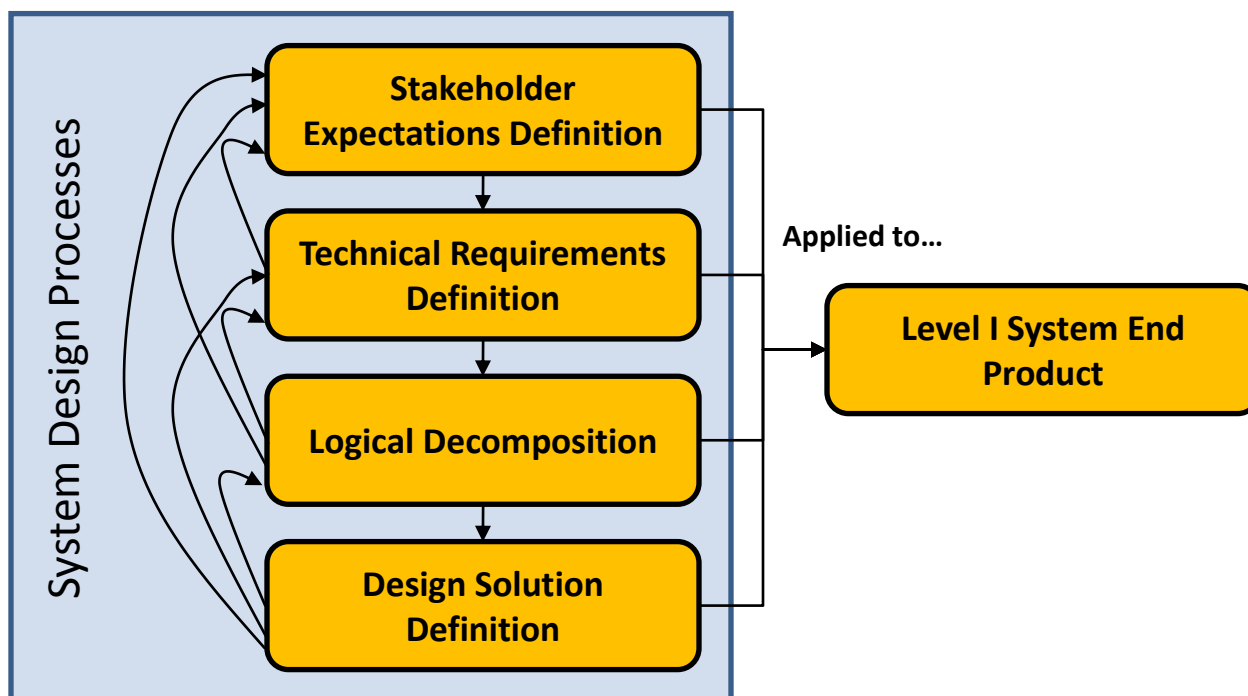 System Design Processes
Stakeholder
Expectations Definition
Technical Requirements
Definition
Logical Decomposition
Design Solution
Definition
Applied to…
Level I System End
Product